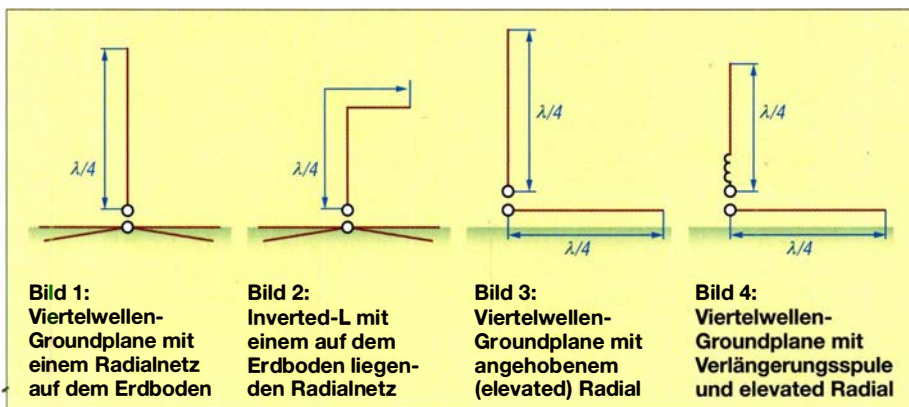 λ/4
λ/4
λ/4
λ/4
λ/4
λ/4
Bild 1:
Viertelwellen-
Groundplane mit
einem Radialnetz
auf dem Erdboden
Bild 2:
Inverted-L mit
einem auf dem
Erdboden liegen-
den Radialnetz
Bild 3:
Viertelwellen-
Groundplane mit
angehobenem
(elevated) Radial
Bild 4:
Viertelwellen-
Groundplane mit
Verlängerungsspule
und elevated Radial